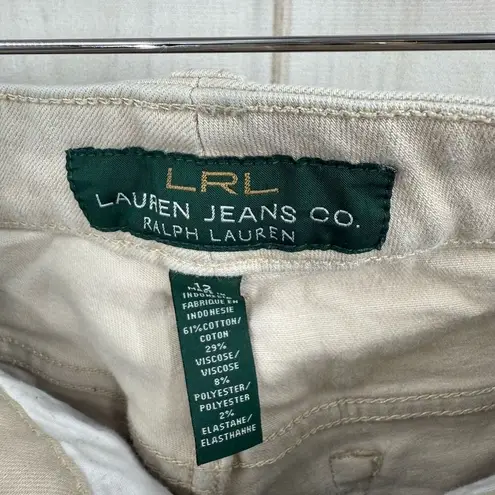 LRL
LAUREN JEANS CO.
RALPH LAUREN
12
FABRIQUE EN
INDONESIE
61% COTTON/
COTON
29%
VISCOSE/
VISCOSE
8%
POLYESTER/
POLYESTER
2%
ELASTANE/
ELASTHANNE